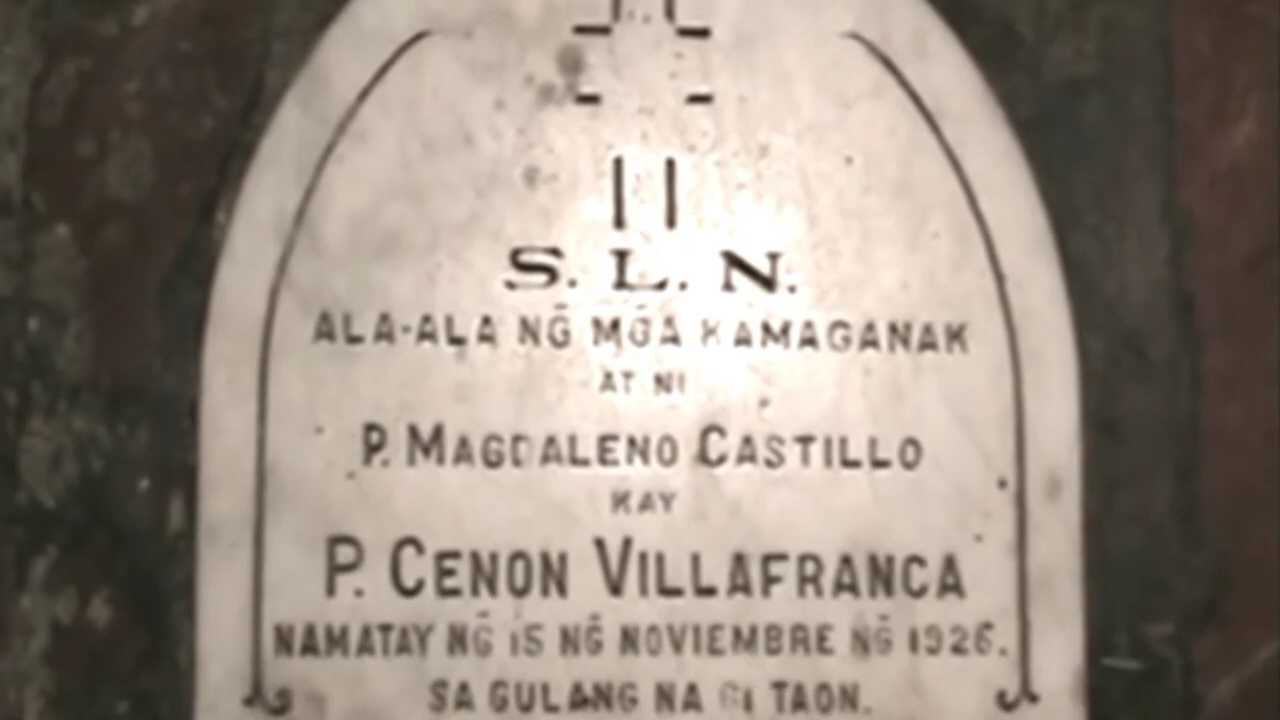 S. L. N.
ALA-ALA NG̃ MG̃A KAMAGANAK
AT NI
P. MAGDALENO CASTILLO
KAY
P. CENON VILLAFRANCA
NAMATAY NG̃ 15 NG̃ NOVIEMBRE NG̃ 1926.
SA GULANG NA TAON.